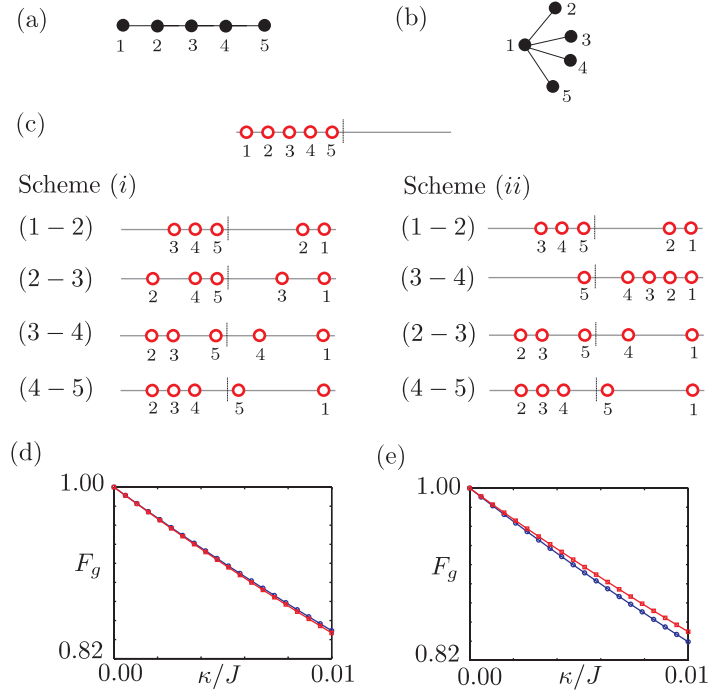 (a)
1 2 3 4 5
(b)
1 2 3 4 5
(c)
1 2 3 4 5
Scheme (i)
(1 − 2)
3 4 5 2 1
(2 − 3)
2 4 5 3 1
(3 − 4)
2 3 5 4 1
(4 − 5)
2 3 4 5 1
Scheme (ii)
(1 − 2)
3 4 5 2 1
(3 − 4)
5 4 3 2 1
(2 − 3)
2 3 5 4 1
(4 − 5)
2 3 4 5 1
(d)
1.00
F_g
0.82
0.00 κ/J 0.01
(e)
1.00
F_g
0.82
0.00 κ/J 0.01